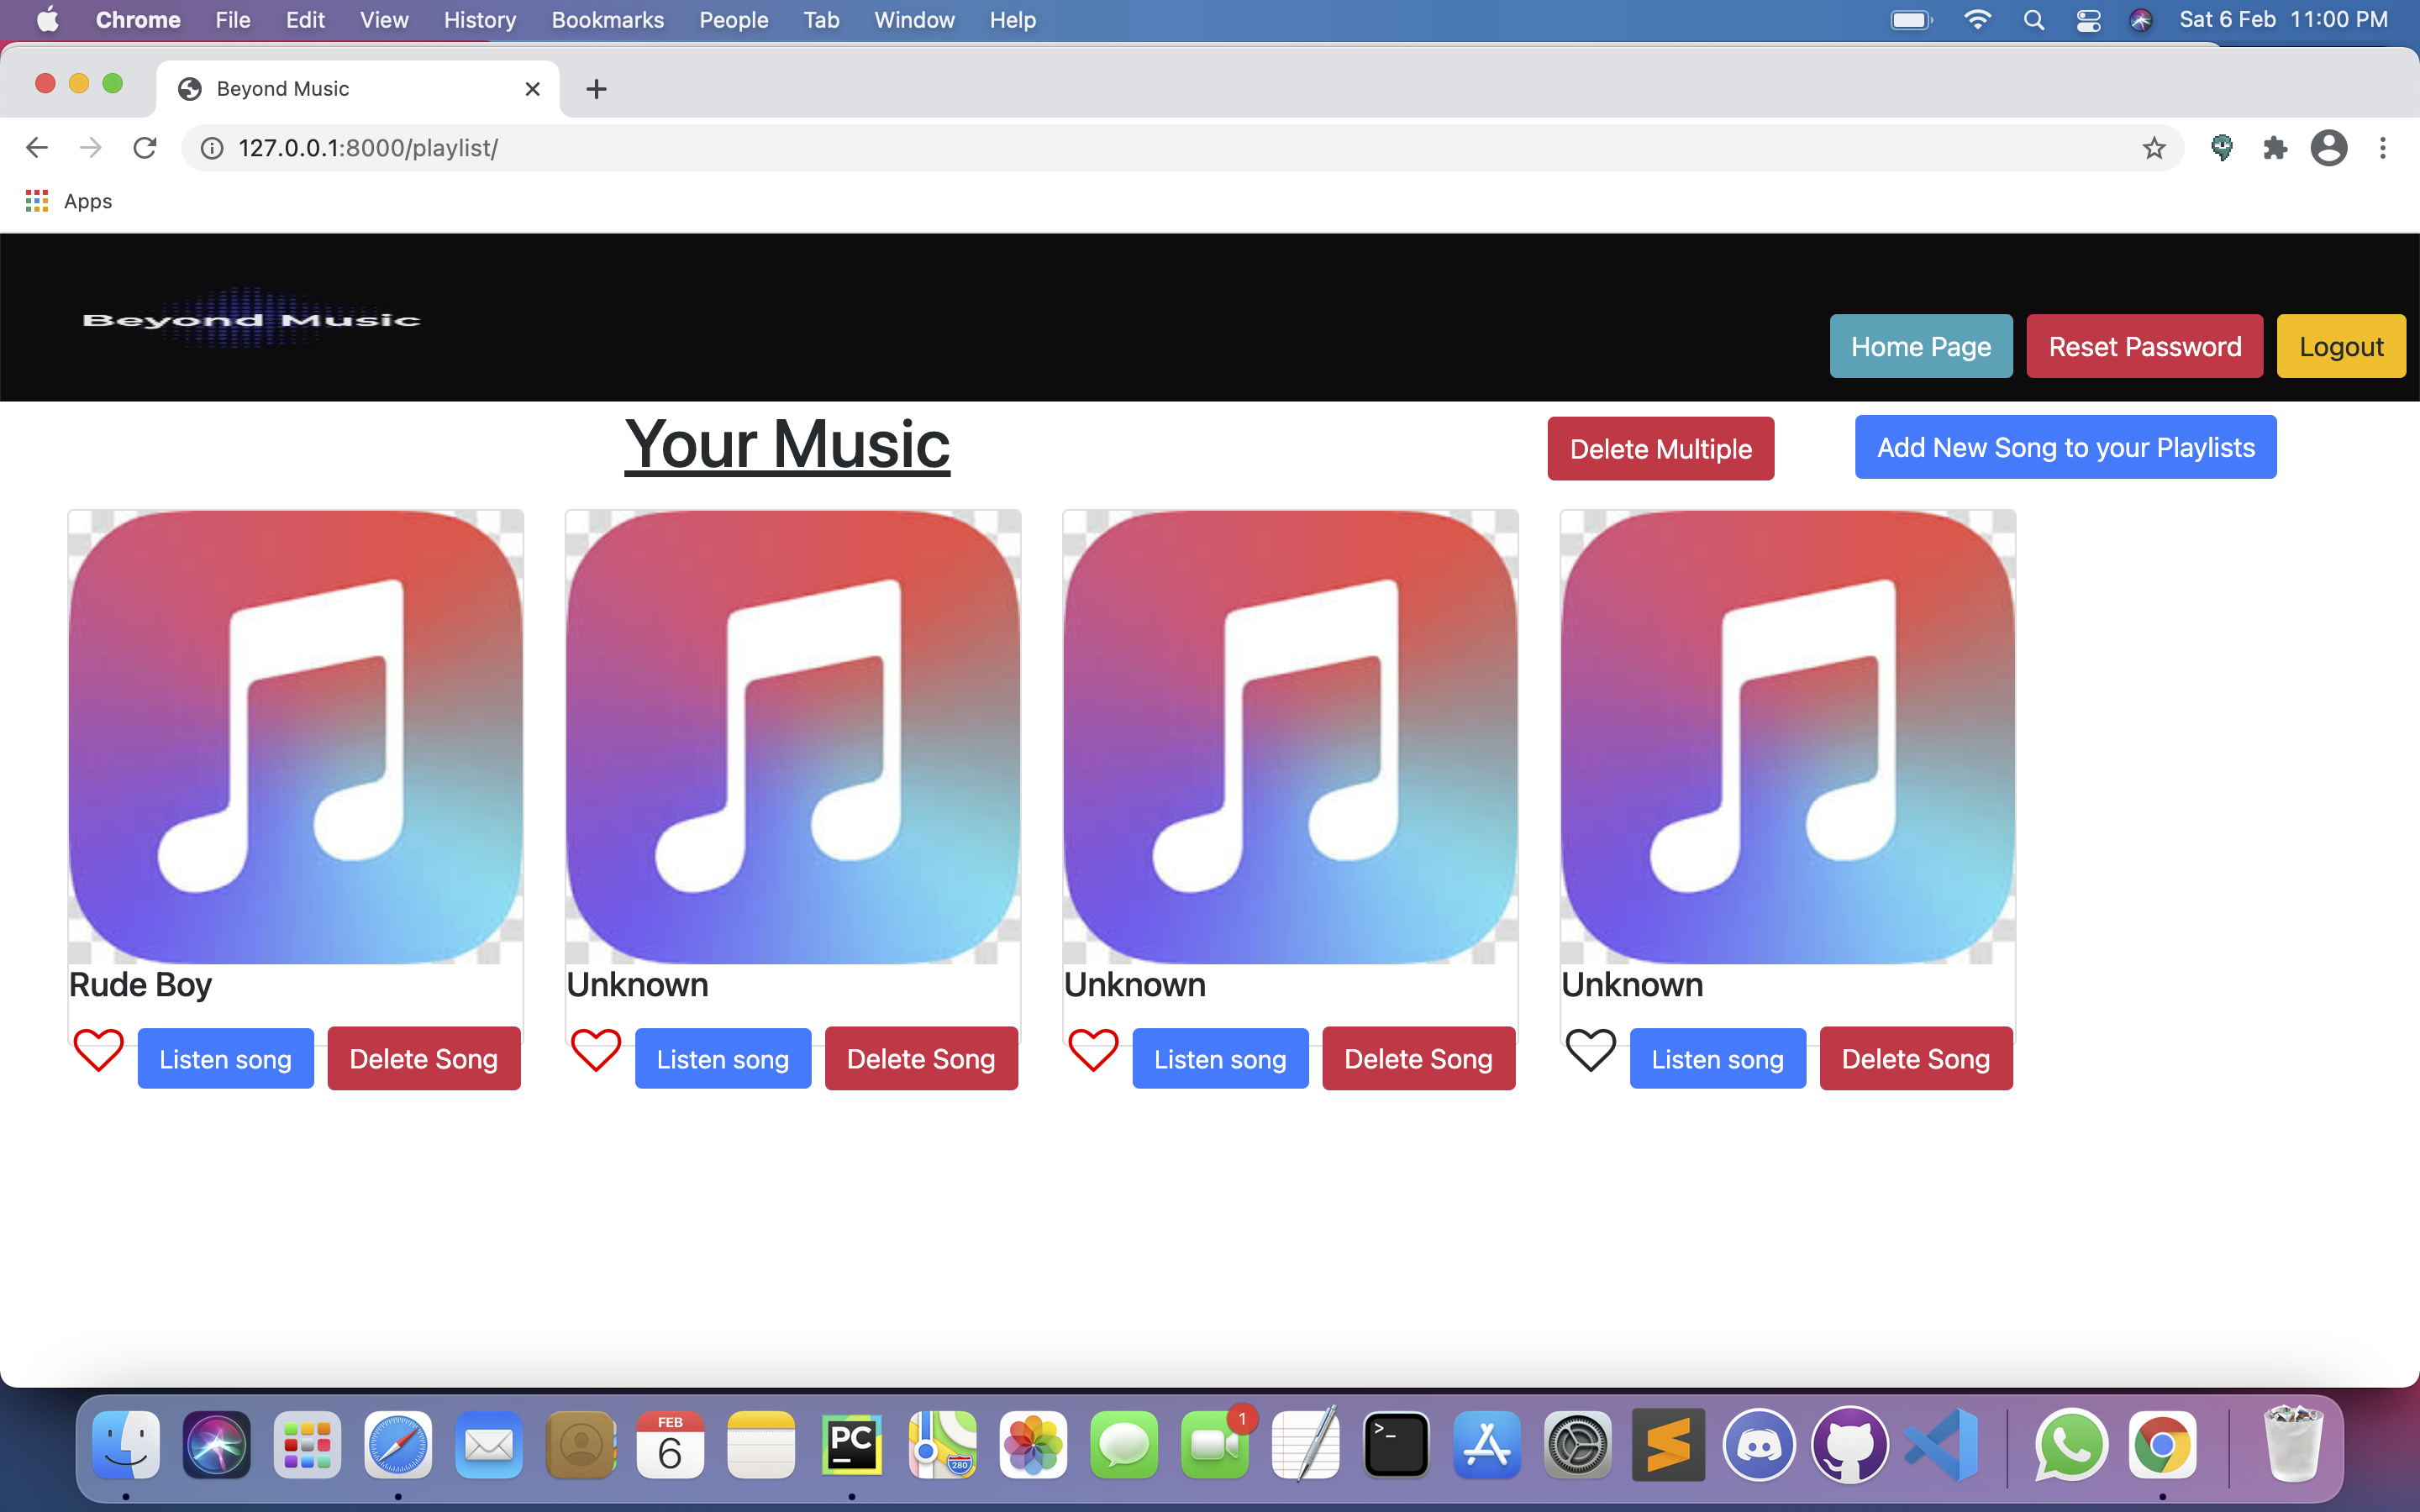 Chrome File Edit View History Bookmarks People Tab Window Help Sat 6 Feb 11:00 PM
Beyond Music
127.0.0.1:8000/playlist/
Apps
Beyond Music
Home Page Reset Password Logout
Your Music Delete Multiple Add New Song to your Playlists
Rude Boy Unknown Unknown Unknown
Listen song Delete Song Listen song Delete Song Listen song Delete Song Listen song Delete Song
FEB
6
PC
280
1
>_